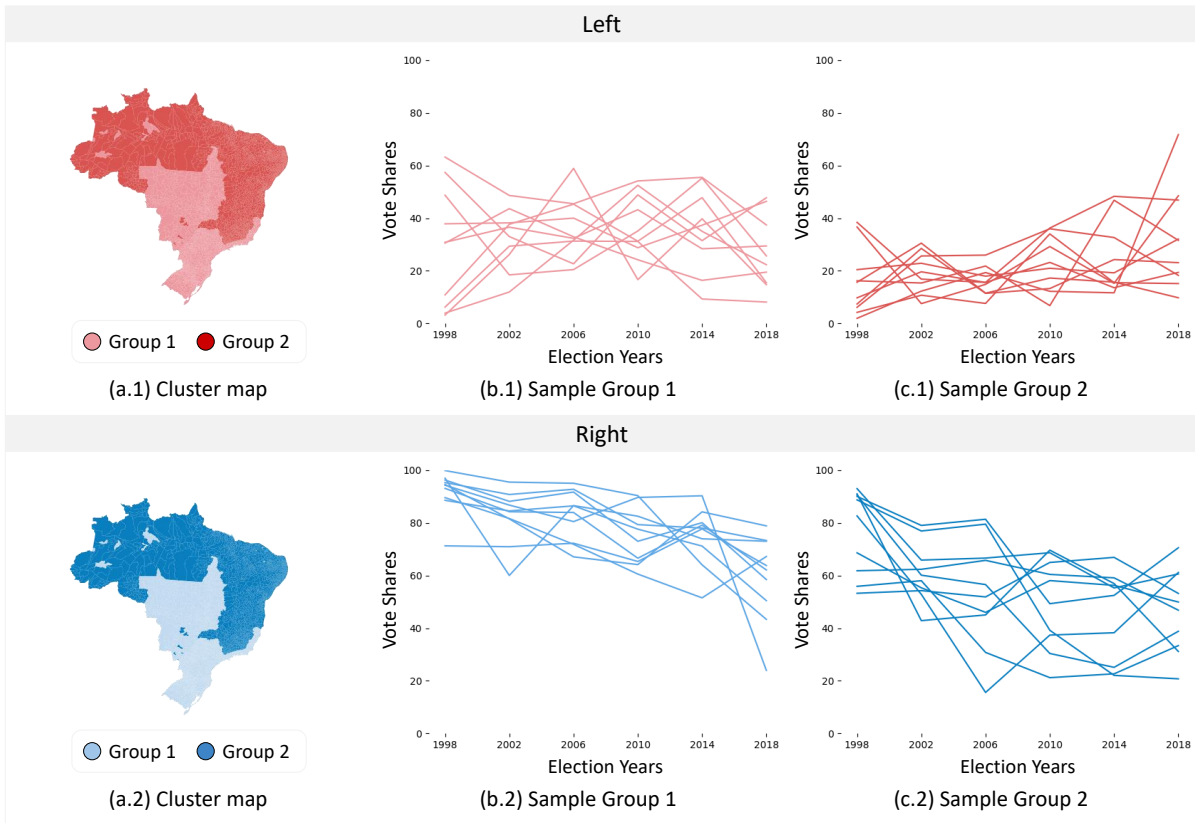 Left
100
80
60
40
20
0
Vote Shares
1998 2002 2006 2010 2014 2018
Election Years
100
80
60
40
20
0
Vote Shares
1998 2002 2006 2010 2014 2018
Election Years
Group 1 Group 2
(a.1) Cluster map
(b.1) Sample Group 1
(c.1) Sample Group 2
Right
100
80
60
40
20
0
Vote Shares
1998 2002 2006 2010 2014 2018
Election Years
100
80
60
40
20
0
Vote Shares
1998 2002 2006 2010 2014 2018
Election Years
Group 1 Group 2
(a.2) Cluster map
(b.2) Sample Group 1
(c.2) Sample Group 2